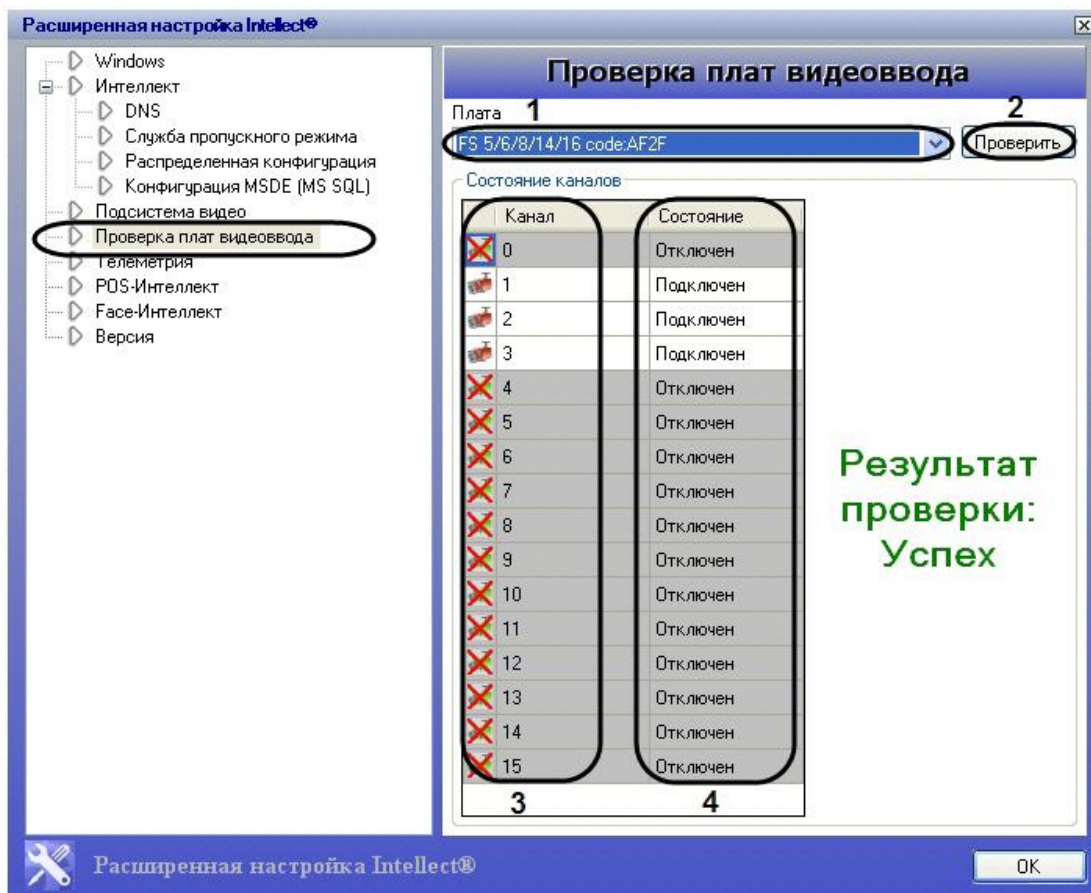 Расширенная настройка Intellect®
Windows
Интеллект
DNS
Служба пропускного режима
Распределенная конфигурация
Конфигурация MSDE (MS SQL)
Подсистема видео
Проверка плат видеоввода
Телеметрия
POS-Интеллект
Face-Интеллект
Версия
Проверка плат видеоввода
Плата 1 2
FS 5/6/8/14/16 code:AF2F Проверить
Состояние каналов
Канал Состояние
0 Отключен
1 Подключен
2 Подключен
3 Подключен
4 Отключен
5 Отключен
6 Отключен
7 Отключен
8 Отключен
9 Отключен
10 Отключен
11 Отключен
12 Отключен
13 Отключен
14 Отключен
15 Отключен
3 4
Результат
проверки:
Успех
Расширенная настройка Intellect®
OK